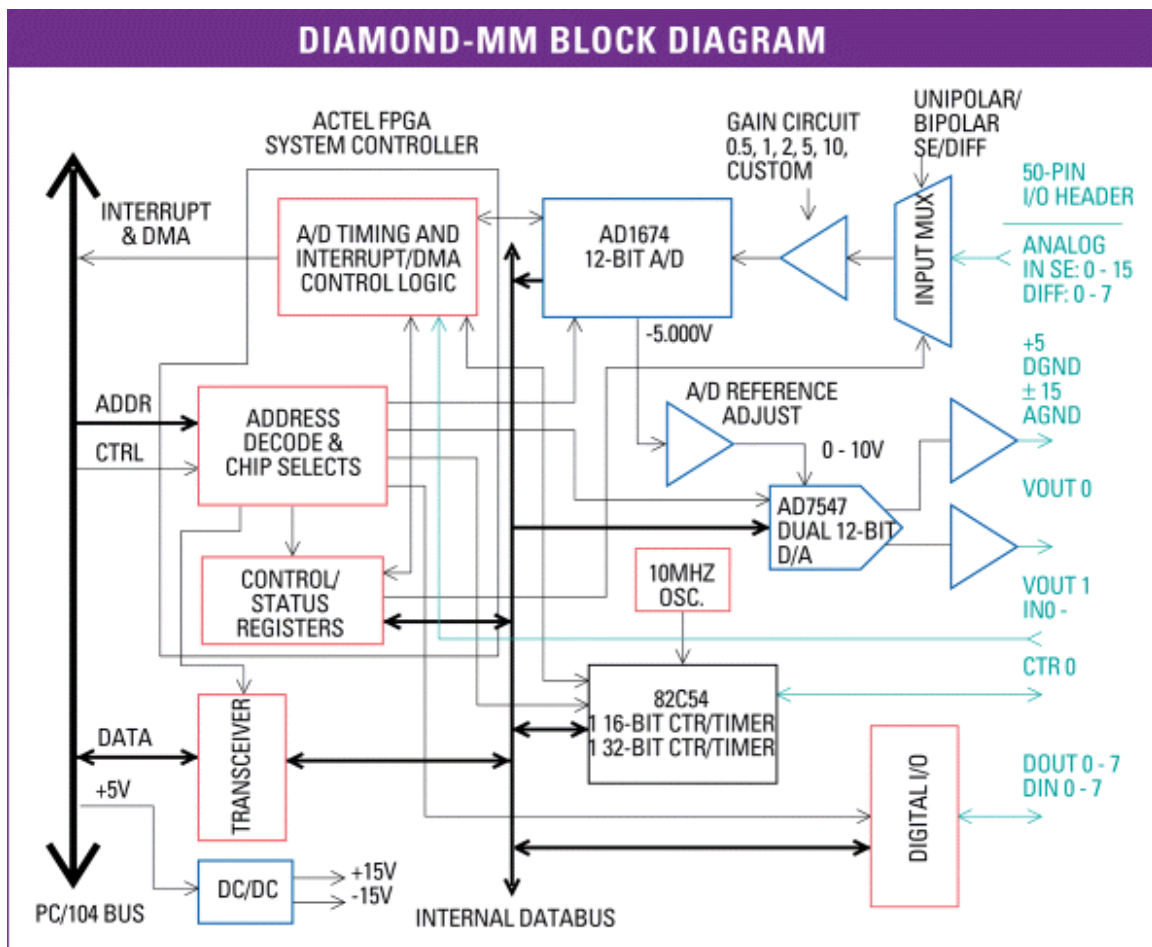 DIAMOND-MM BLOCK DIAGRAM
ACTEL FPGA
SYSTEM CONTROLLER
GAIN CIRCUIT
0.5, 1, 2, 5, 10,
CUSTOM
UNIPOLAR/
BIPOLAR
SE/DIFF
50-PIN
I/O HEADER
INTERRUPT
& DMA
A/D TIMING AND
INTERRUPT/DMA
CONTROL LOGIC
AD1674
12-BIT A/D
INPUT MUX
ANALOG
IN SE: 0 - 15
DIFF: 0 - 7
-5.000V
+5
DGND
± 15
AGND
ADDR
CTRL
ADDRESS
DECODE &
CHIP SELECTS
A/D REFERENCE
ADJUST
0 - 10V
VOUT 0
AD7547
DUAL 12-BIT
D/A
CONTROL/
STATUS
REGISTERS
10MHZ
OSC.
VOUT 1
IN0 -
CTR 0
82C54
1 16-BIT CTR/TIMER
1 32-BIT CTR/TIMER
DATA
TRANSCEIVER
+5V
DIGITAL I/O
DOUT 0 - 7
DIN 0 - 7
DC/DC
+15V
-15V
PC/104 BUS
INTERNAL DATABUS